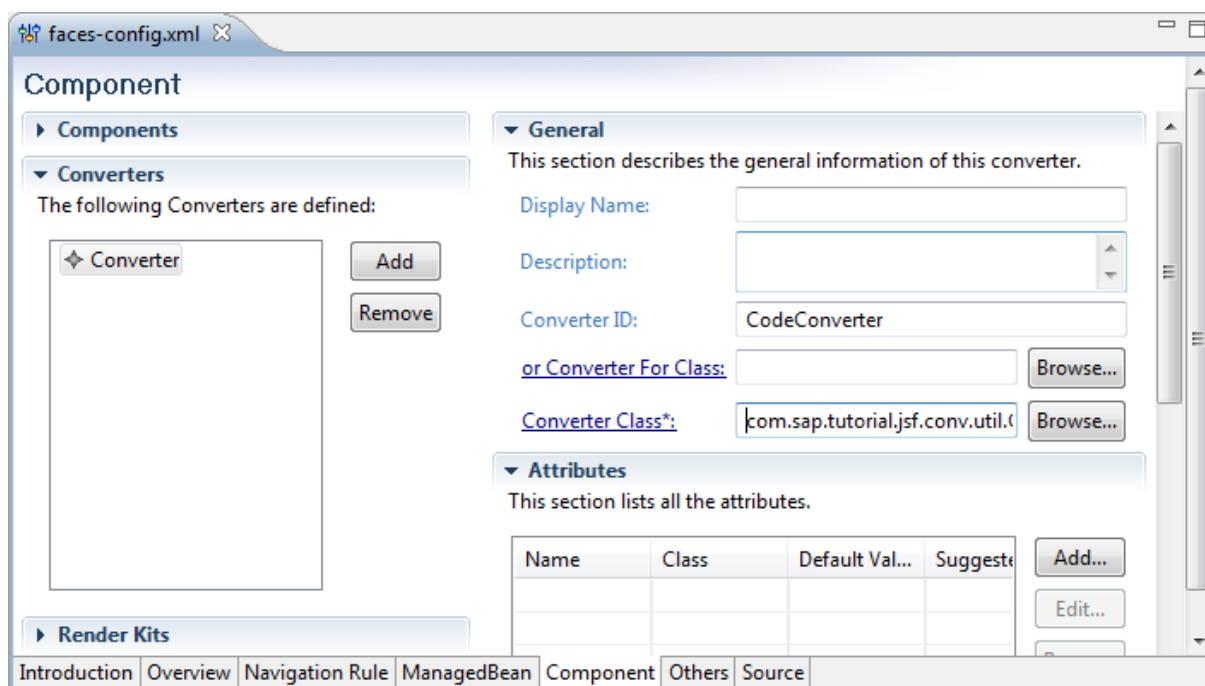 faces-config.xml
Component
Components
Converters
The following Converters are defined:
Converter
Add
Remove
Render Kits
General
This section describes the general information of this converter.
Display Name:
Description:
Converter ID: CodeConverter
or Converter For Class: Browse...
Converter Class*: com.sap.tutorial.jsf.conv.util. Browse...
Attributes
This section lists all the attributes.
Name Class Default Val... Suggeste
Add...
Edit...
Introduction Overview Navigation Rule ManagedBean Component Others Source